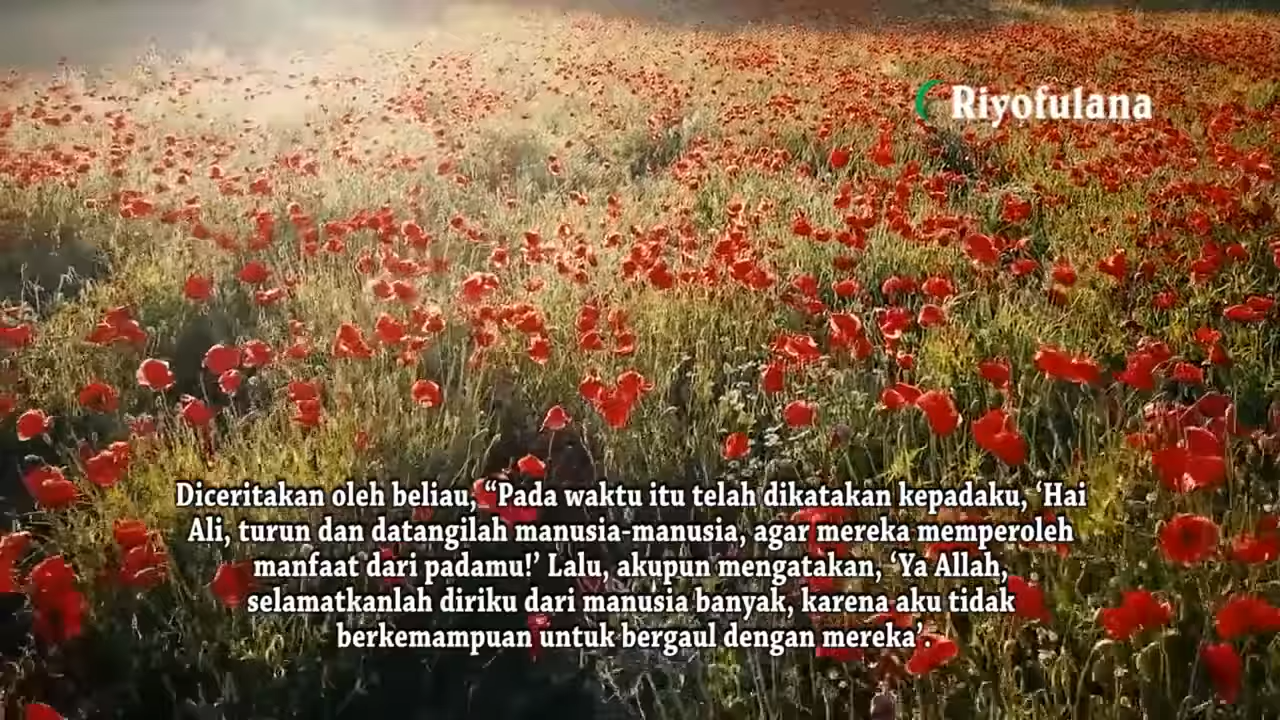 Riyofulana
Diceritakan oleh beliau, “Pada waktu itu telah dikatakan kepadaku, ‘Hai
Ali, turun dan datangilah manusia-manusia, agar mereka memperoleh
manfaat dari padamu!’ Lalu, akupun mengatakan, ‘Ya Allah,
selamatkanlah diriku dari manusia banyak, karena aku tidak
berkemampuan untuk bergaul dengan mereka’.